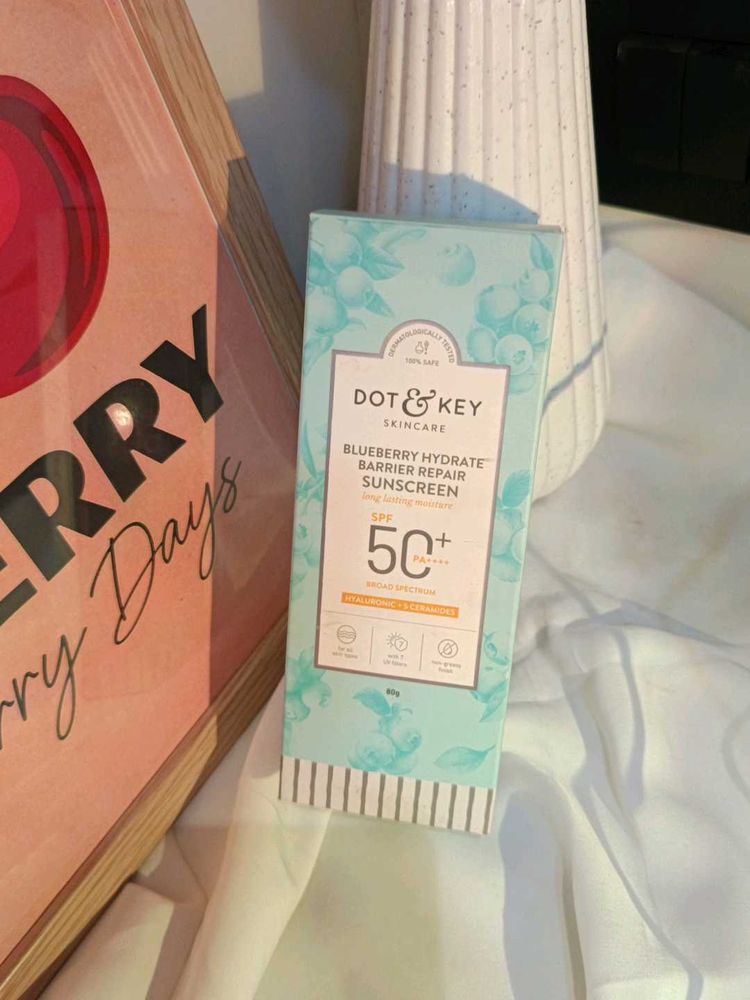 ERRY
rry Days
DERMATOLOGICALLY TESTED
100% SAFE
DOT & KEY
SKINCARE
BLUEBERRY HYDRATE
BARRIER REPAIR
SUNSCREEN
long lasting moisture
SPF
50+
PA++++
BROAD SPECTRUM
HYALURONIC + 5 CERAMIDES
for all
skin types
with 7
UV filters
non-greasy
finish
80g